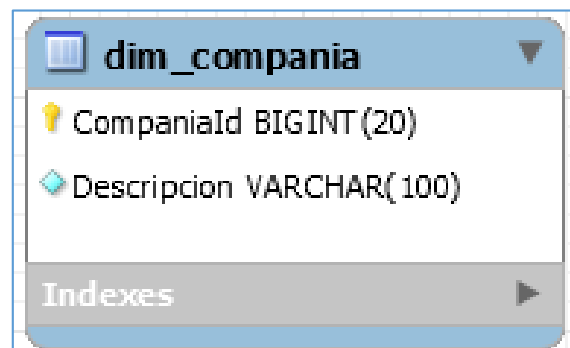 dim_compania
CompaniaId BIGINT(20)
Descripcion VARCHAR(100)
Indexes